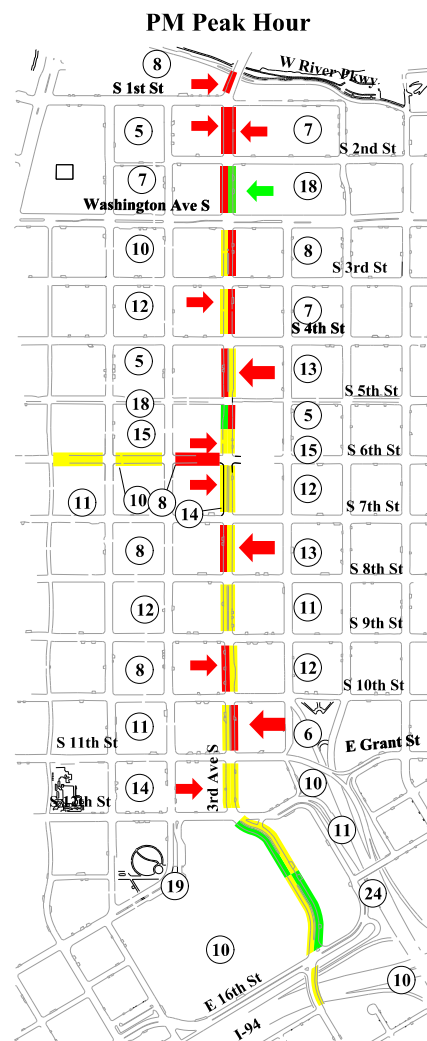 PM Peak Hour
8
W River Pkwy.
S 1st St
5
7
S 2nd St
7
18
Washington Ave S
10
8
S 3rd St
12
7
S 4th St
5
13
S 5th St
18
5
15
15
S 6th St
11
10
8
14
12
S 7th St
8
13
S 8th St
12
11
S 9th St
8
12
S 10th St
11
6
S 11th St
E Grant St
3rd Ave S
14
10
S 12th St
11
19
24
10
10
E 16th St
I-94